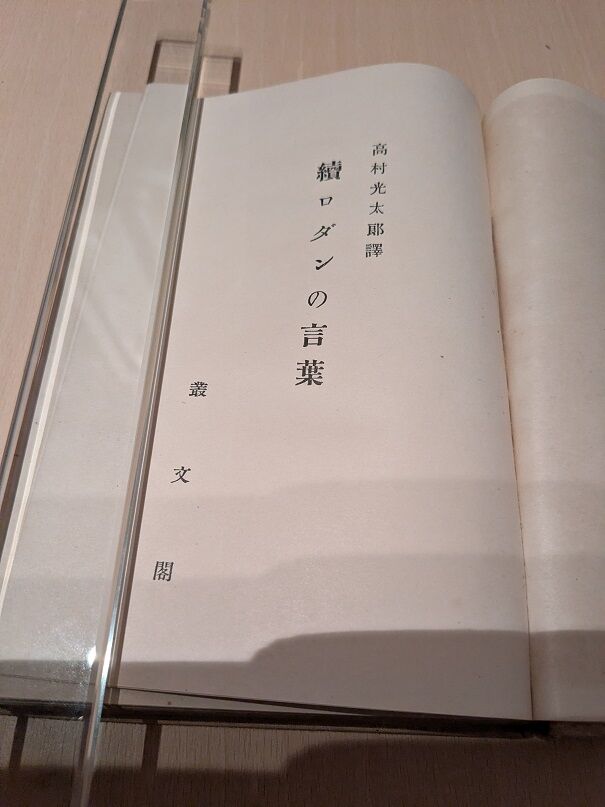 高村光太郎譯
續ロダンの言葉
叢文閣